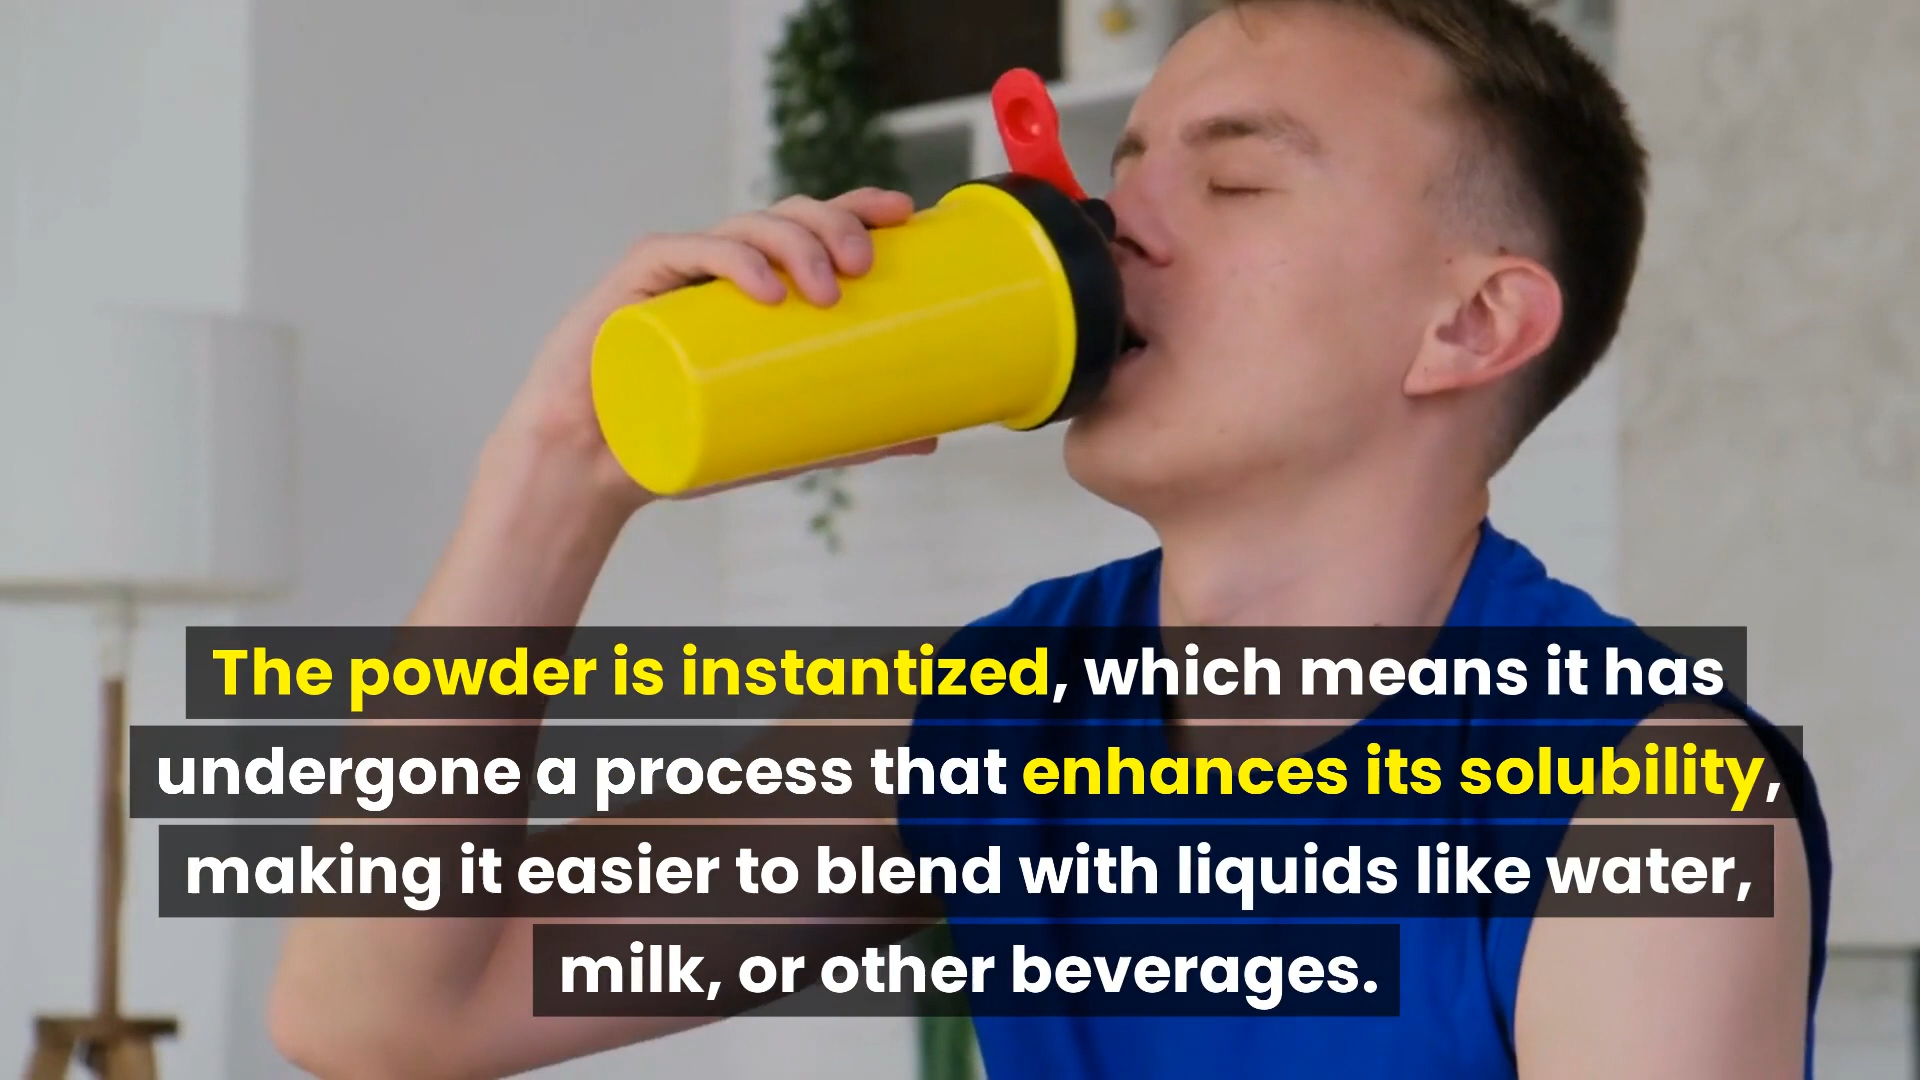 The powder is instantized, which means it has
undergone a process that enhances its solubility,
making it easier to blend with liquids like water,
milk, or other beverages.